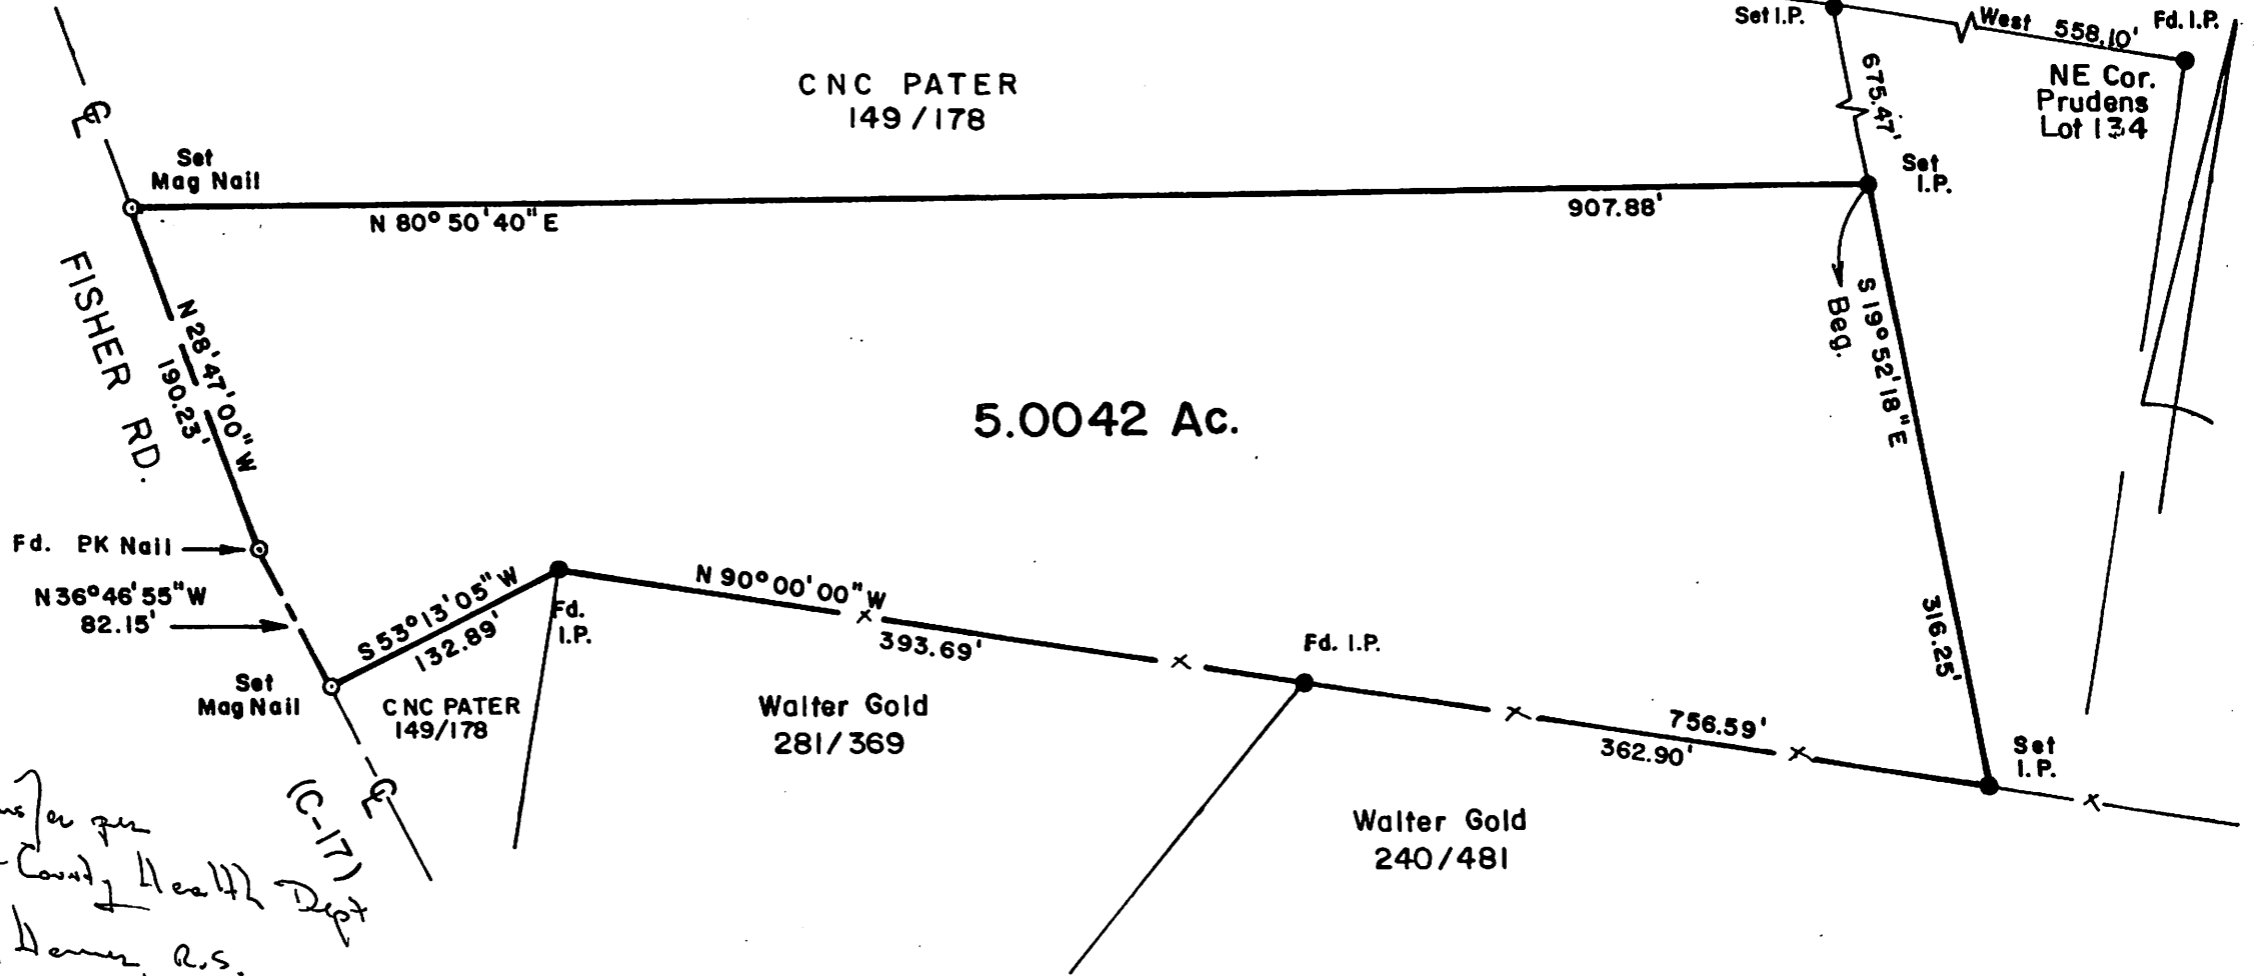 Set I.P.
West 558.10'
Fd. I.P.
NE Cor.
Prudens
Lot 134
675.47'
CNC PATER
149/178
Set
Mag Nail
Set
I.P.
N 80° 50' 40" E
907.88'
FISHER RD.
N 28' 47' 00" W
190.23'
Beg.
S 19° 52' 18" E
316.25'
5.0042 Ac.
Fd. PK Nail
N 36° 46' 55" W
82.15'
S 53° 13' 05" W
132.89'
Fd.
I.P.
N 90° 00' 00" W
393.69'
Fd. I.P.
Set
Mag Nail
CNC PATER
149/178
Walter Gold
281/369
756.59'
362.90'
Set
I.P.
(C-17)
Walter Gold
240/481
per
County Health Dept
R.S.